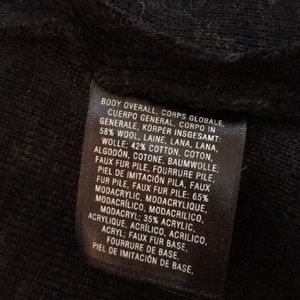 BODY OVERALL, CORPS GLOBALE,
CUERPO GENERAL, CORPO IN
GENERALE, KÖRPER INSGESAMT:
58% WOOL, LAINE, LANA, LANA,
WOLLE; 42% COTTON, COTON,
ALGODÓN, COTONE, BAUMWOLLE;
FAUX FUR PILE, FOURRURE PILE,
PIEL DE IMITACIÓN PILA, FAUX
FUR PILE, FAUX FUR PILE: 65%
MODACRYLIC, MODACRYLIQUE,
MODACRÍLICO, MODACRILICO,
MODACRYL; 35% ACRYLIC,
ACRYLIQUE, ACRÍLICO, ACRILICO,
ACRYL; FAUX FUR BASE,
FOURRURE DE BASE,
PIEL DE IMITACIÓN DE BASE,